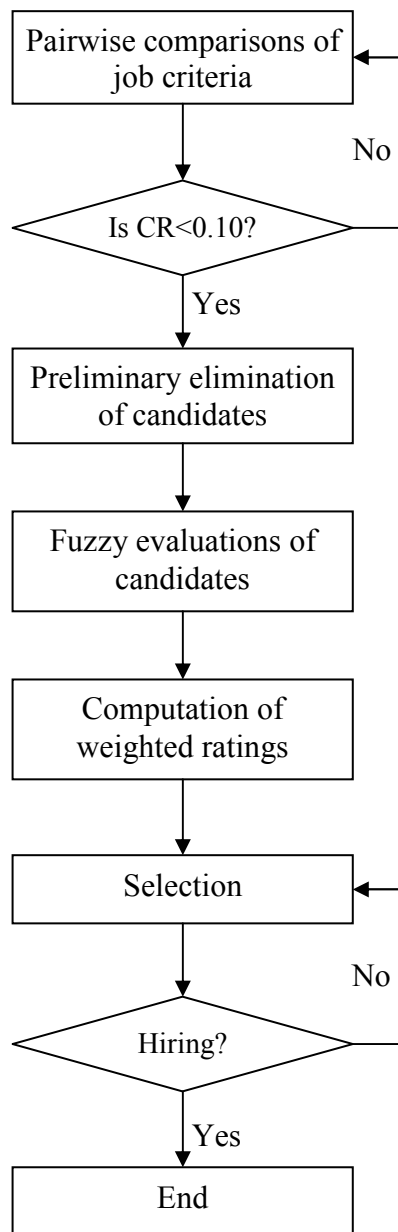 Pairwise comparisons of
job criteria
No
Is CR<0.10?
Yes
Preliminary elimination
of candidates
Fuzzy evaluations of
candidates
Computation of
weighted ratings
Selection
No
Hiring?
Yes
End